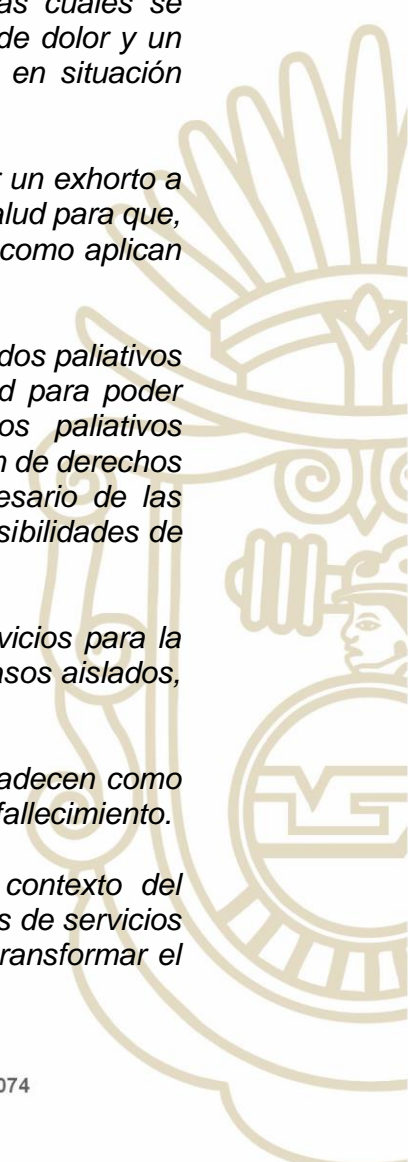 las cuales se
de dolor y un
en situación
r un exhorto a
alud para que,
como aplican
dos paliativos
d para poder
os paliativos
n de derechos
esario de las
sibilidades de
vicios para la
asos aislados,
adecen como
fallecimiento.
contexto del
s de servicios
ransformar el
074